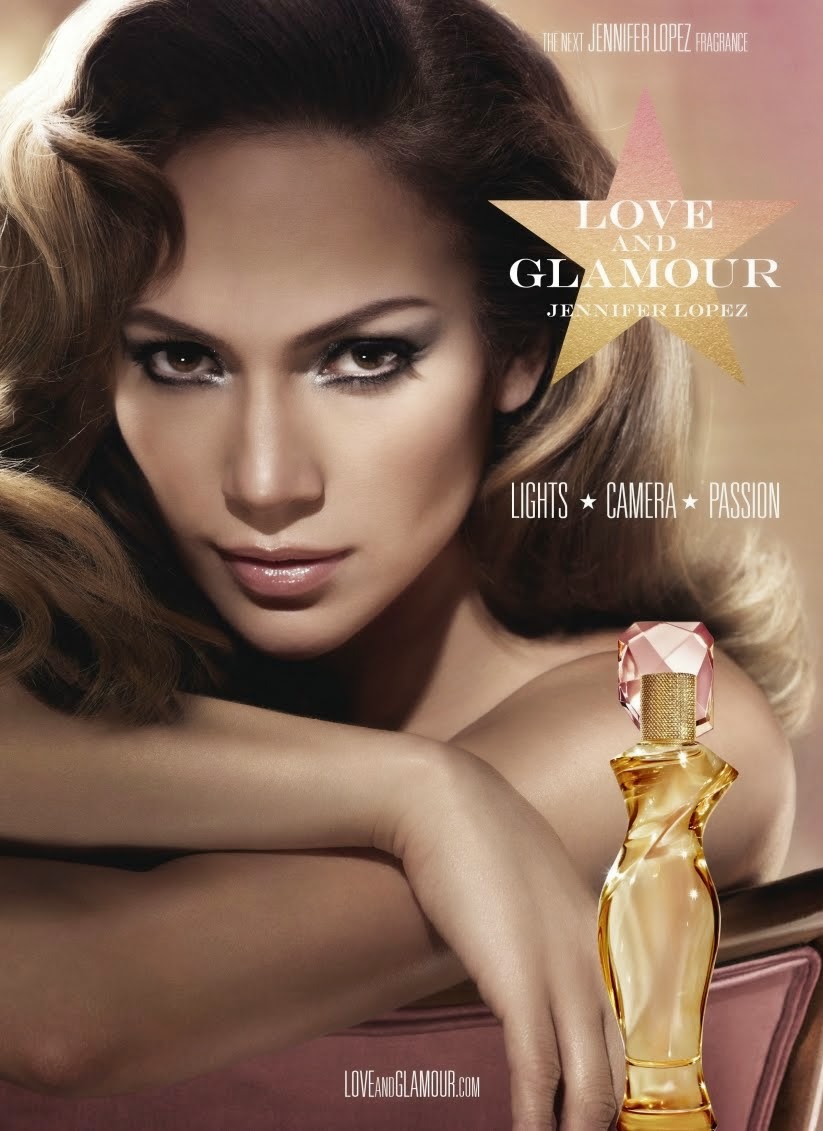 THE NEXT JENNIFER LOPEZ FRAGRANCE
LOVE
AND
GLAMOUR
JENNIFER LOPEZ
LIGHTS ★ CAMERA ★ PASSION
LOVEANDGLAMOUR.COM